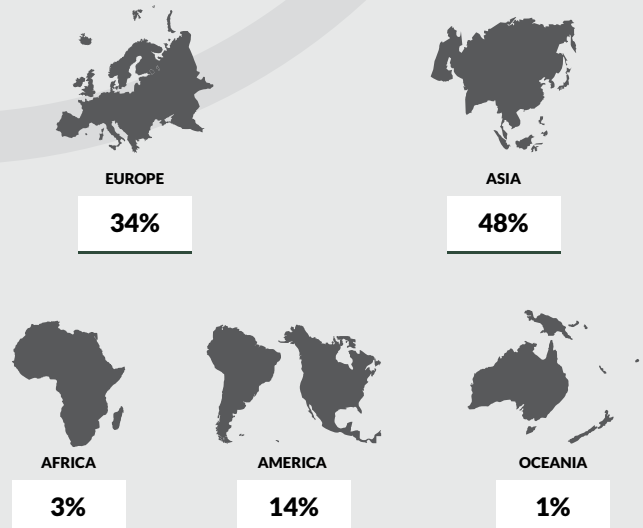 EUROPE
34%
ASIA
48%
AFRICA
3%
AMERICA
14%
OCEANIA
1%